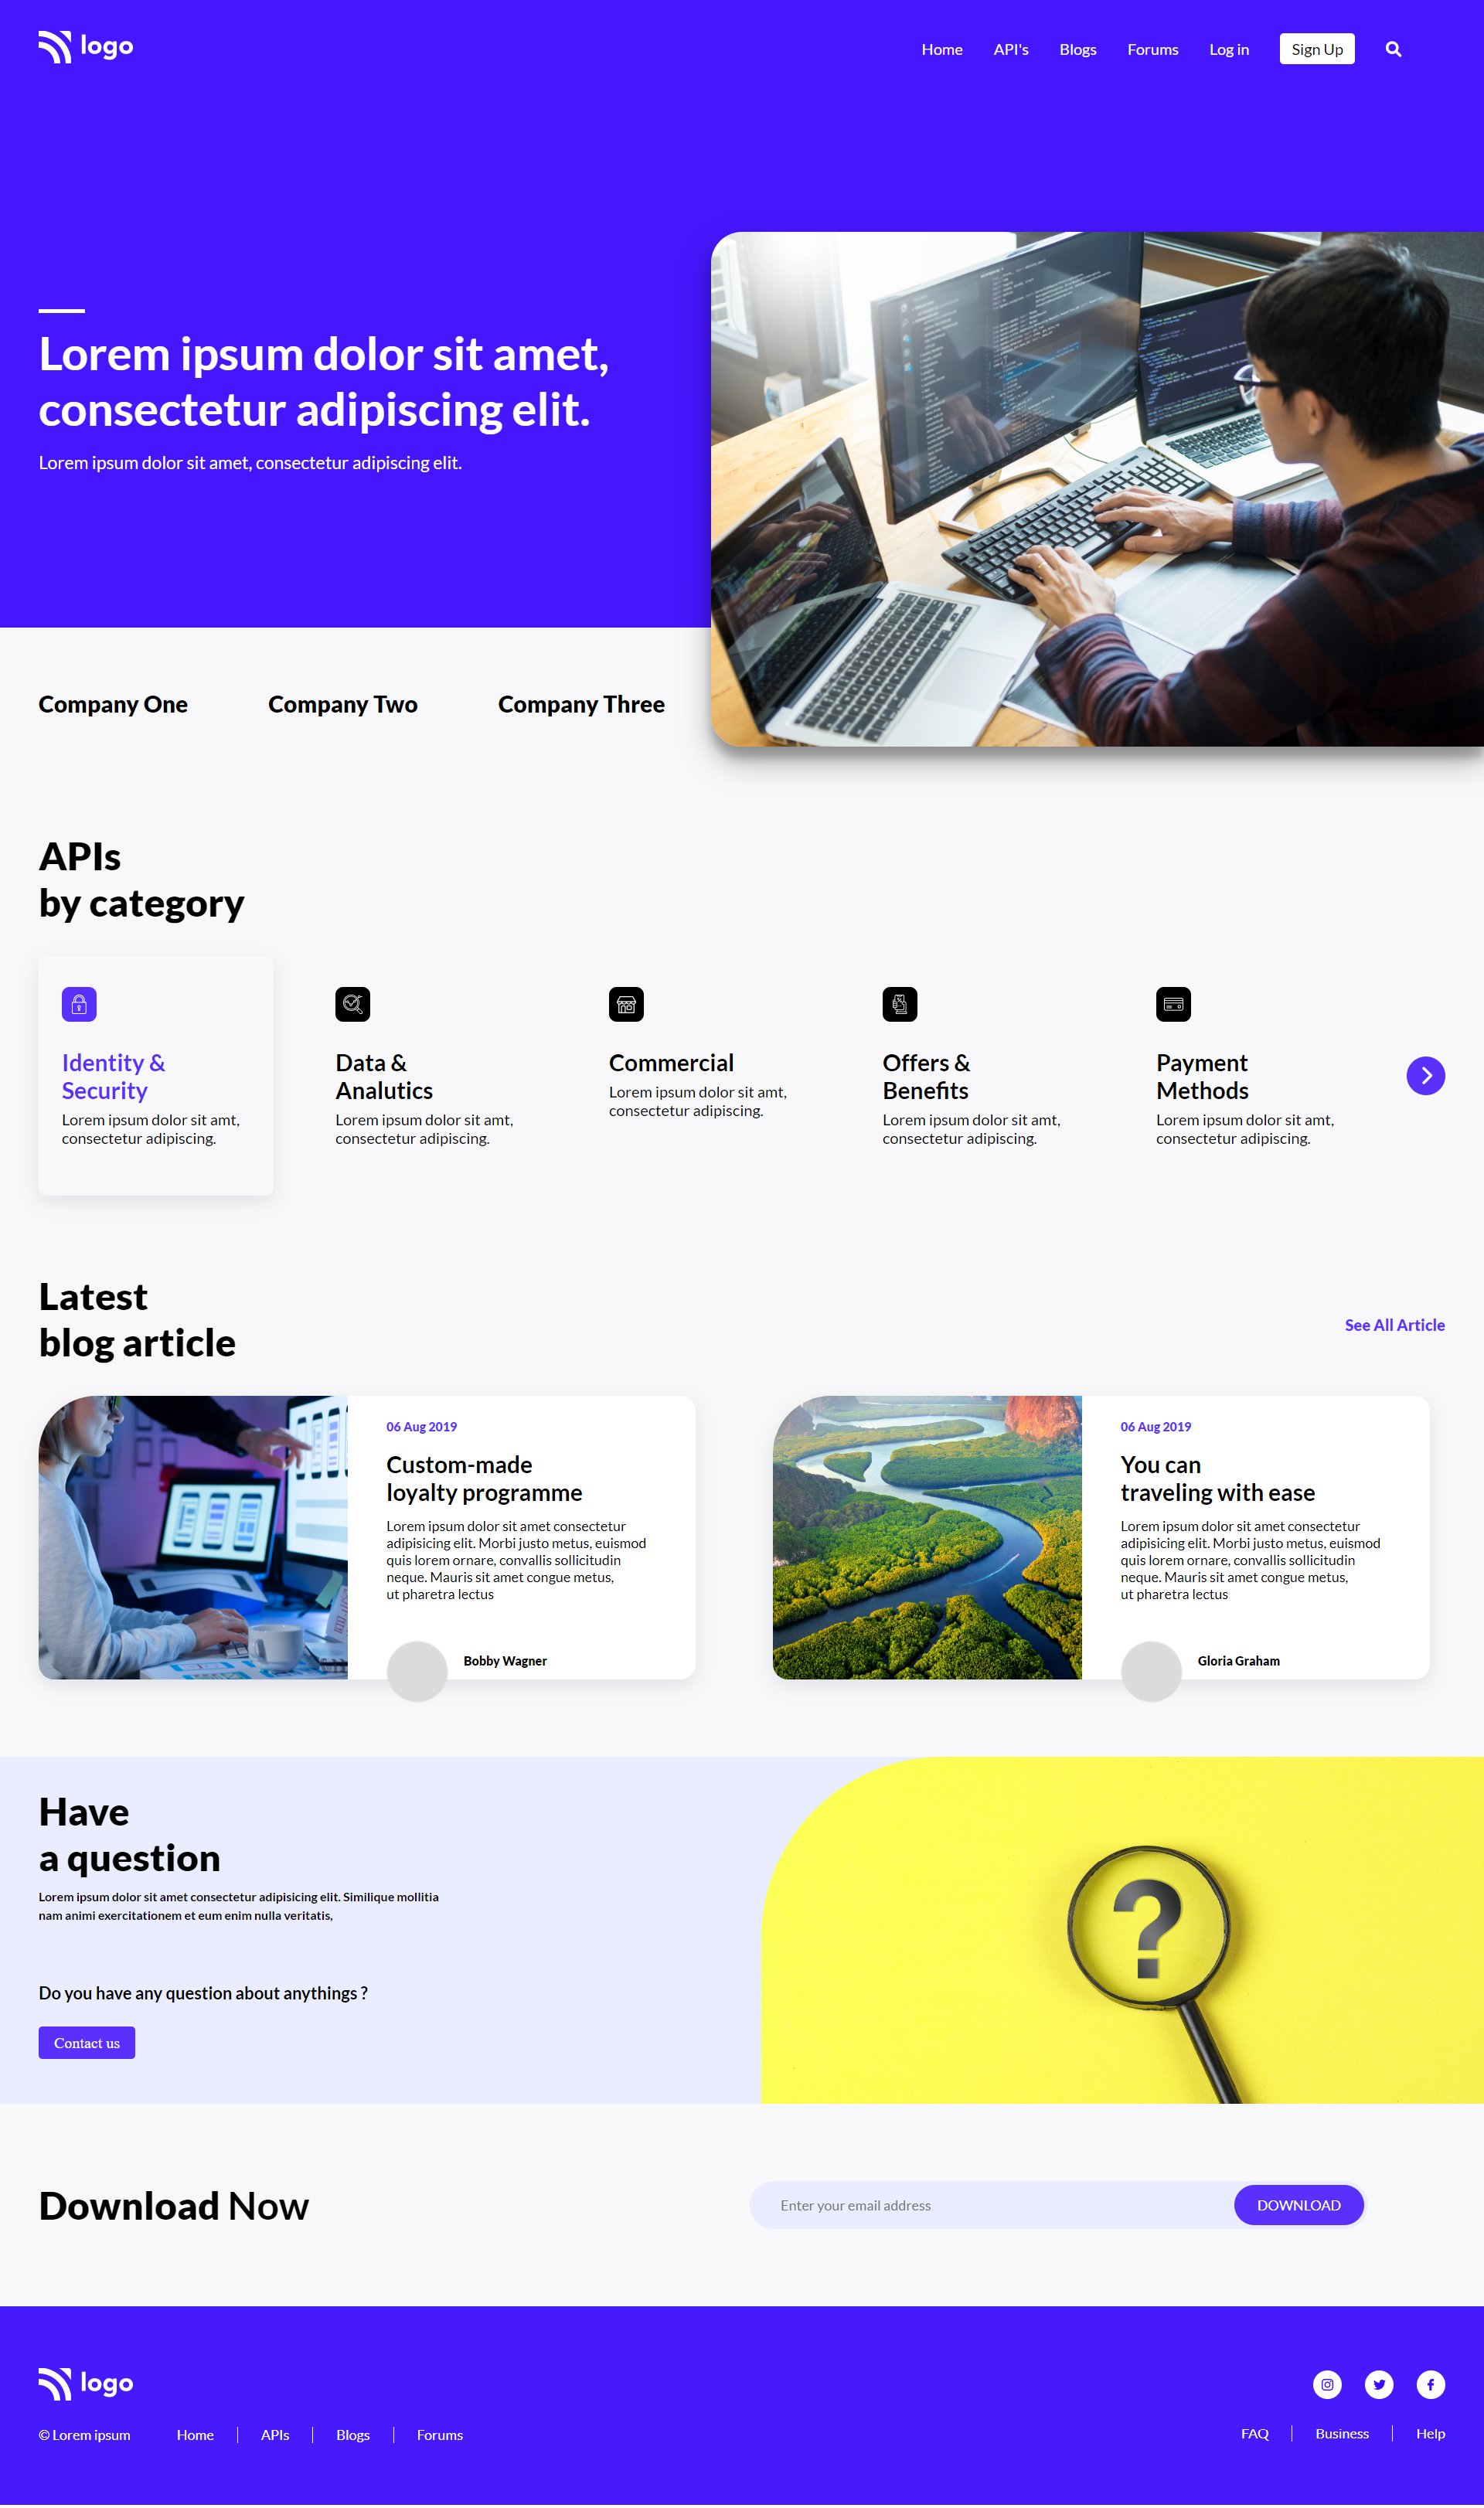 logo
Home API's Blogs Forums Log in Sign Up
Lorem ipsum dolor sit amet,
consectetur adipiscing elit.
Lorem ipsum dolor sit amet, consectetur adipiscing elit.
Company One Company Two Company Three
APIs
by category
Identity &
Security
Lorem ipsum dolor sit amt,
consectetur adipiscing.
Data &
Analutics
Lorem ipsum dolor sit amt,
consectetur adipiscing.
Commercial
Lorem ipsum dolor sit amt,
consectetur adipiscing.
Offers &
Benefits
Lorem ipsum dolor sit amt,
consectetur adipiscing.
Payment
Methods
Lorem ipsum dolor sit amt,
consectetur adipiscing.
Latest
blog article
See All Article
06 Aug 2019
Custom-made
loyalty programme
Lorem ipsum dolor sit amet consectetur
adipisicing elit. Morbi justo metus, euismod
quis lorem ornare, convallis sollicitudin
neque. Mauris sit amet congue metus,
ut pharetra lectus
Bobby Wagner
06 Aug 2019
You can
traveling with ease
Lorem ipsum dolor sit amet consectetur
adipisicing elit. Morbi justo metus, euismod
quis lorem ornare, convallis sollicitudin
neque. Mauris sit amet congue metus,
ut pharetra lectus
Gloria Graham
Have
a question
Lorem ipsum dolor sit amet consectetur adipisicing elit. Similique mollitia
nam animi exercitationem et eum enim nulla veritatis,
Do you have any question about anythings ?
Contact us
?
Download Now
Enter your email address
DOWNLOAD
logo
© Lorem ipsum Home APIs Blogs Forums
FAQ Business Help